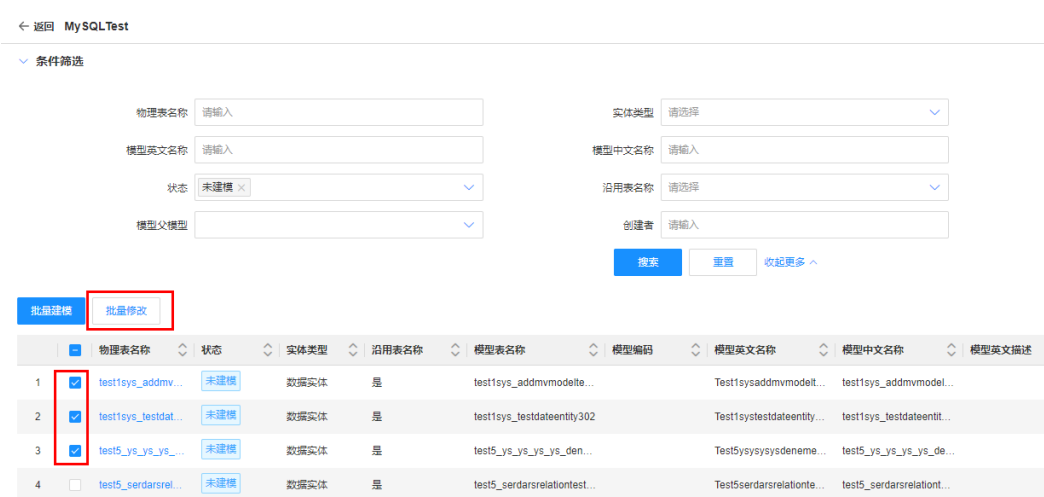 返回 MySQLTest
条件筛选
物理表名称 请输入 实体类型 请选择
模型英文名称 请输入 模型中文名称 请输入
状态 未建模 沿用表名称 请选择
模型父模型 创建者 请输入
搜索 重置 收起更多
批量建模 批量修改
物理表名称 状态 实体类型 沿用表名称 模型表名称 模型编码 模型英文名称 模型中文名称 模型英文描述
1 test1sys_addmv... 未建模 数据实体 是 test1sys_addmvmodelte... Test1sysaddmvmodelt... test1sys_addmvmodel...
2 test1sys_testdat... 未建模 数据实体 是 test1sys_testdateentity302 Test1systestdateentity... test1sys_testdateentit...
3 test5_ys_ys_ys_... 未建模 数据实体 是 test5_ys_ys_ys_ys_den... Test5ysysysysdeneme... test5_ys_ys_ys_ys_de...
4 test5_serdarsrel... 未建模 数据实体 是 test5_serdarsrelationtest... Test5serdarsrelationte... test5_serdarsrelationt...